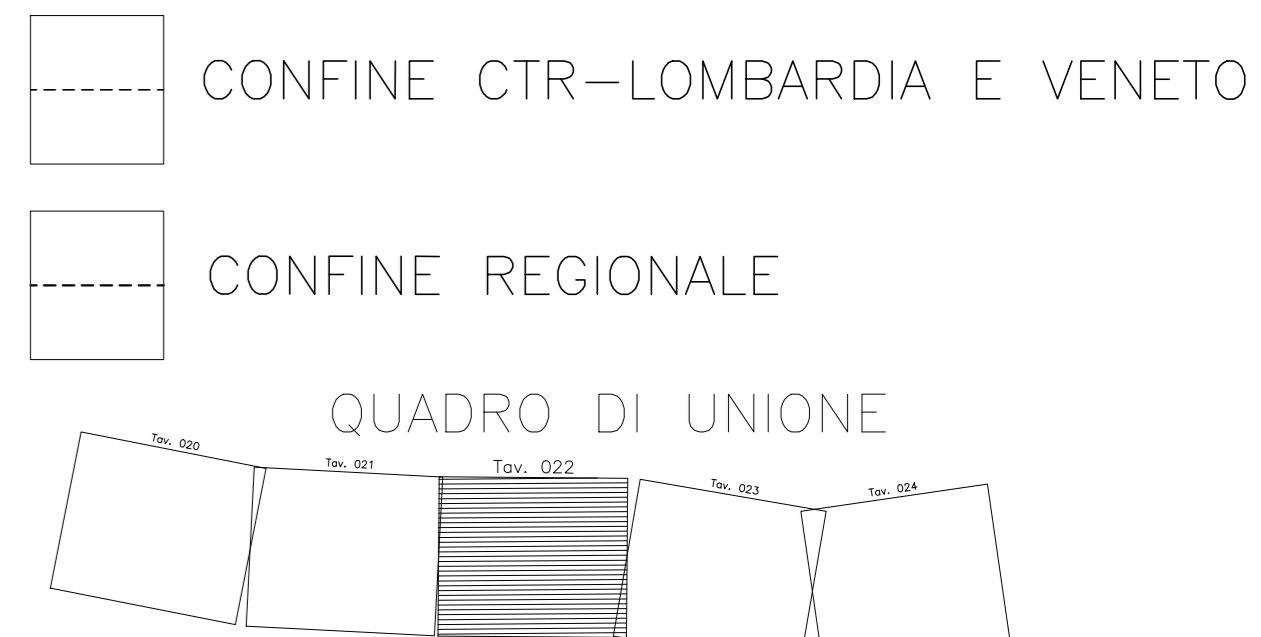 CONFINE CTR-LOMBARDIA E VENETO
CONFINE REGIONALE
QUADRO DI UNIONE
Tav. 020
Tav. 021
Tav. 022
Tav. 023
Tav. 024